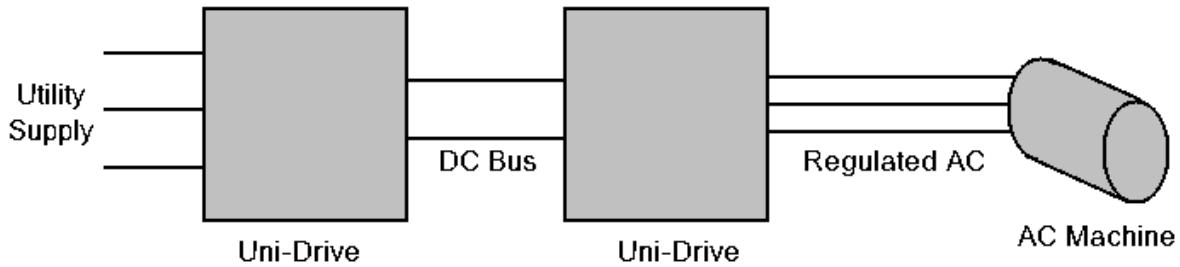 Utility
Supply
DC Bus
Regulated AC
Uni-Drive
Uni-Drive
AC Machine